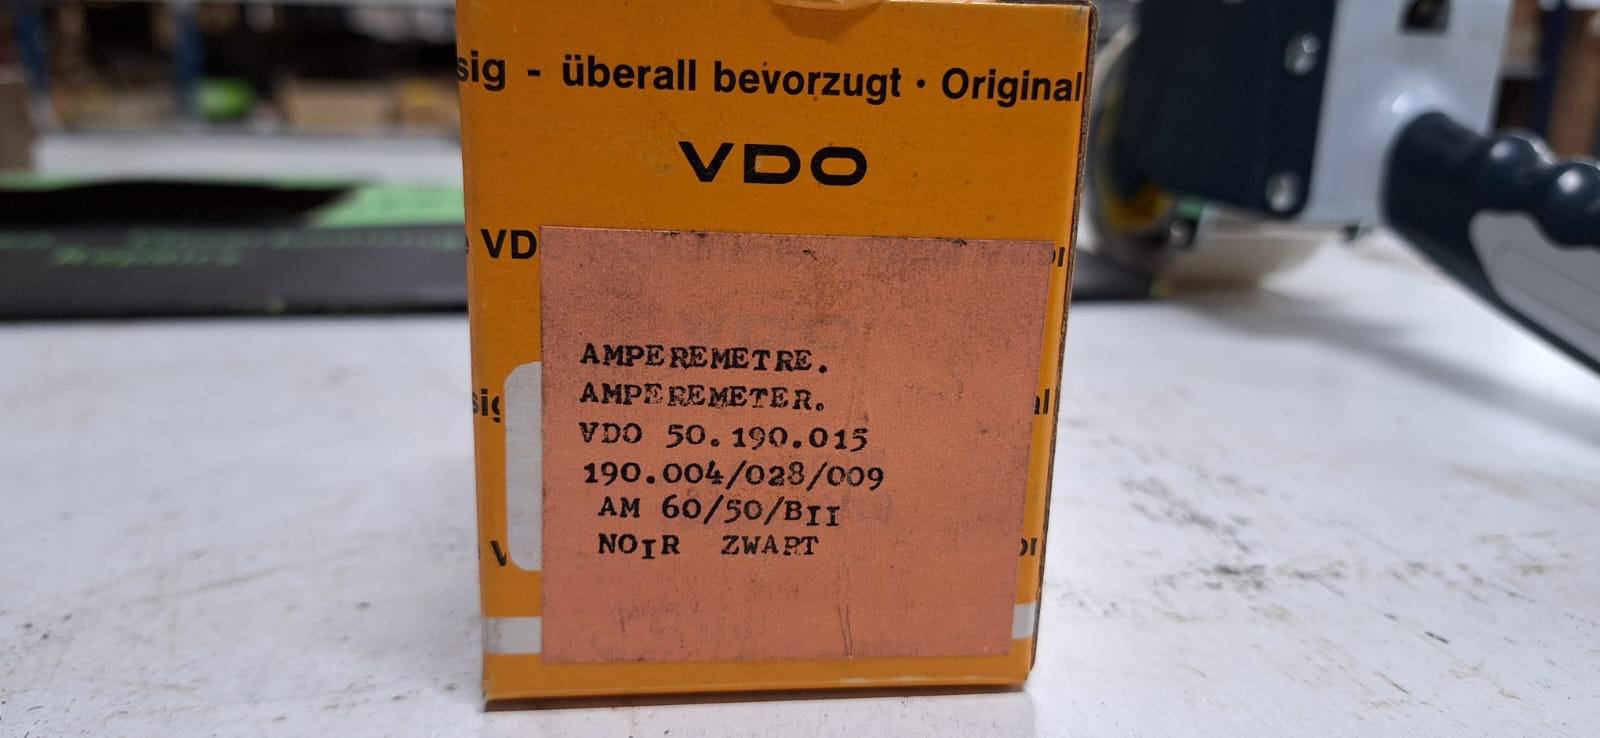 sig - überall bevorzugt · Original
VDO
VD
AMPEREMETRE.
AMPEREMETER.
VDO 50.190.015
190.004/028/009
AM 60/50/BII
NOIR ZWART